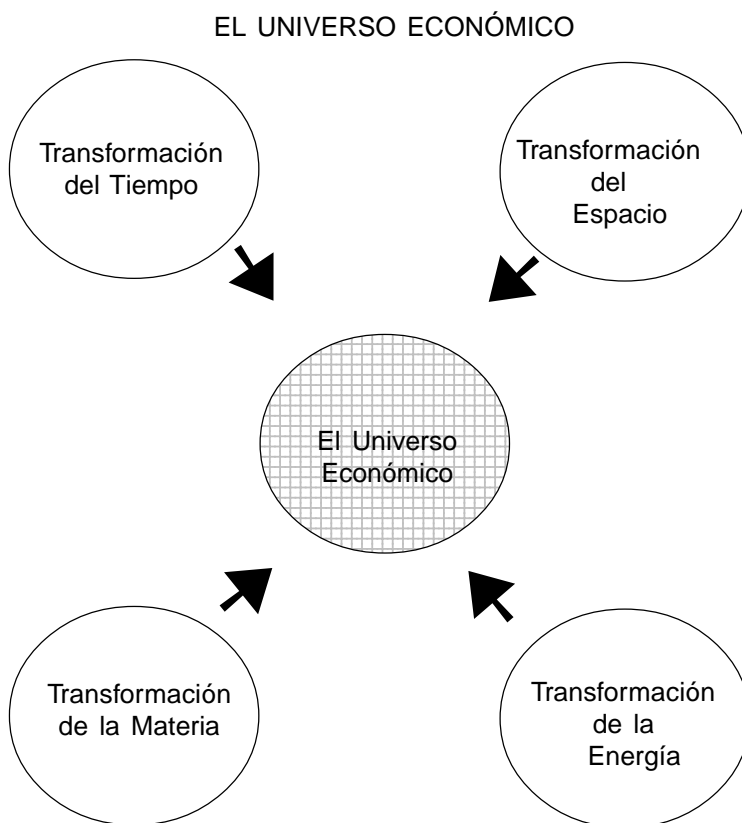 EL UNIVERSO ECONÓMICO
Transformación
del Tiempo
Transformación
del
Espacio
El Universo
Económico
Transformación
de la Materia
Transformación
de la
Energía